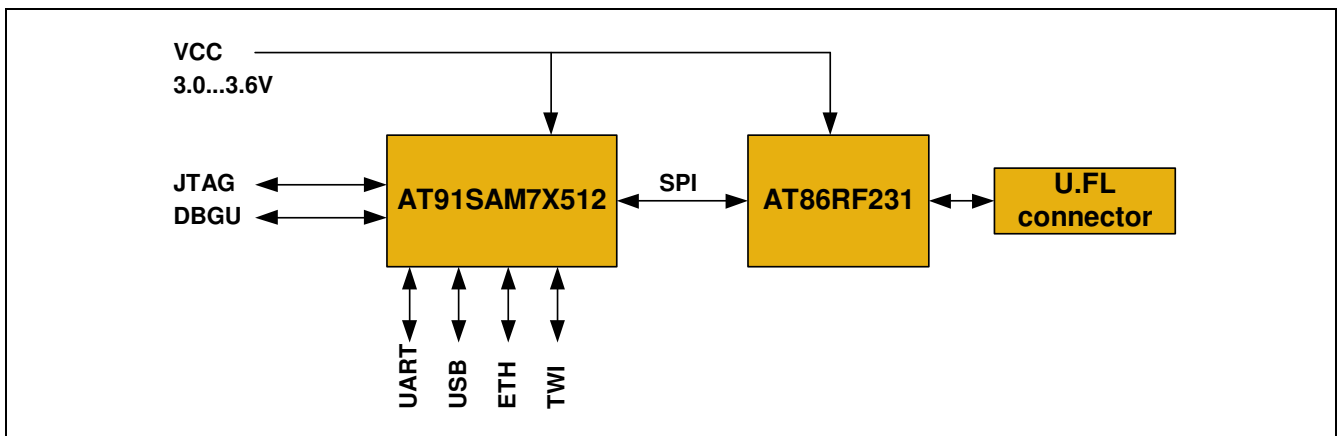 VCC
3.0...3.6V
JTAG
DBGU
AT91SAM7X512
SPI
AT86RF231
U.FL
connector
UART
USB
ETH
TWI